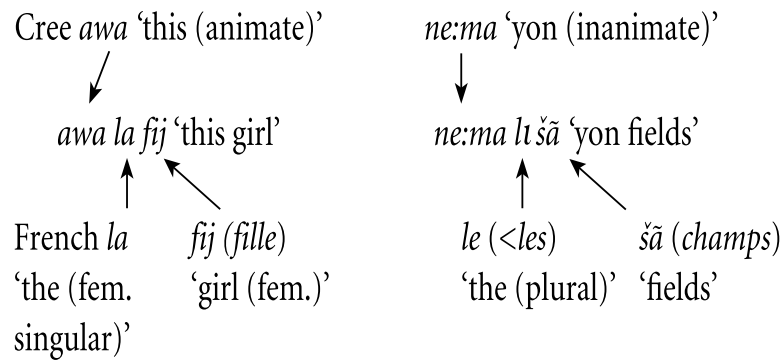 Cree awa ‘this (animate)’ ne:ma ‘yon (inanimate)’
awa la fij ‘this girl’ ne:ma lɩ šã ‘yon fields’
French la fij (fille) le (<les) šã (champs)
‘the (fem. ‘girl (fem.)’ ‘the (plural)’ ‘fields’
singular)’